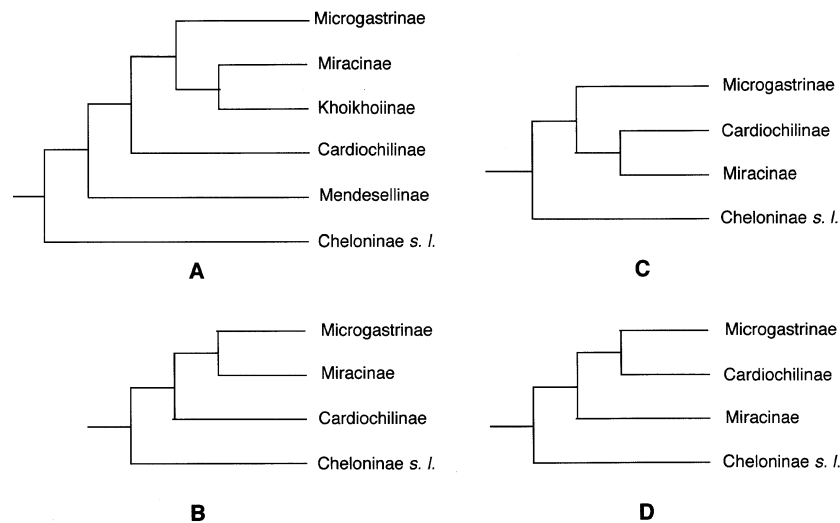 Microgastrinae
Miracinae
Khoikhoiinae
Cardiochilinae
Mendesellinae
Cheloninae s. l.
A
Microgastrinae
Cardiochilinae
Miracinae
Cheloninae s. l.
C
Microgastrinae
Miracinae
Cardiochilinae
Cheloninae s. l.
B
Microgastrinae
Cardiochilinae
Miracinae
Cheloninae s. l.
D